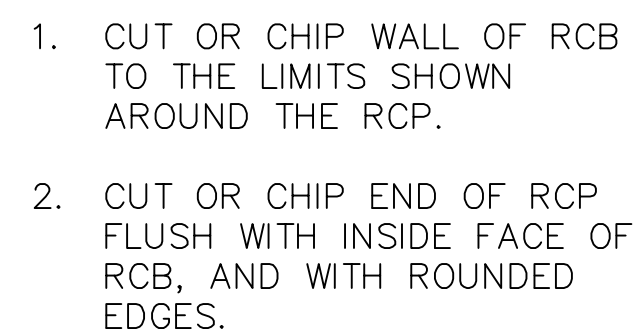 1. CUT OR CHIP WALL OF RCB
TO THE LIMITS SHOWN
AROUND THE RCP.
2. CUT OR CHIP END OF RCP
FLUSH WITH INSIDE FACE OF
RCB, AND WITH ROUNDED
EDGES.